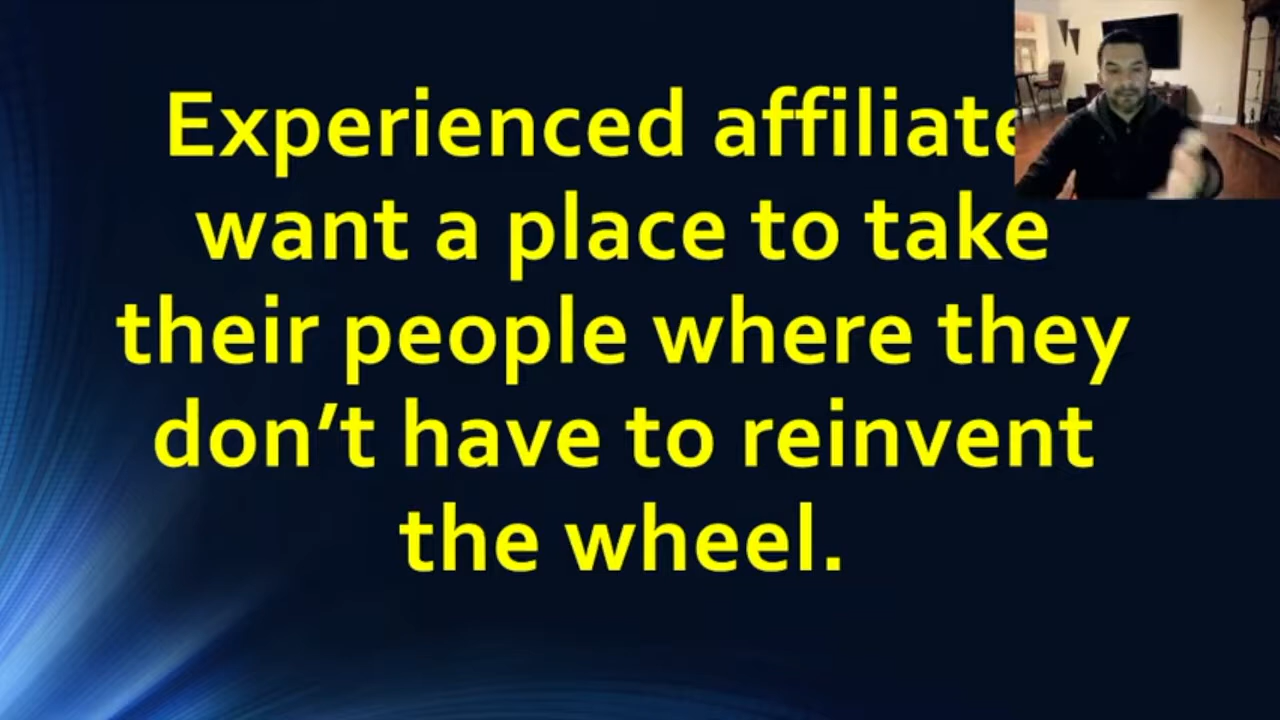 Experienced affiliate
want a place to take
their people where they
don’t have to reinvent
the wheel.